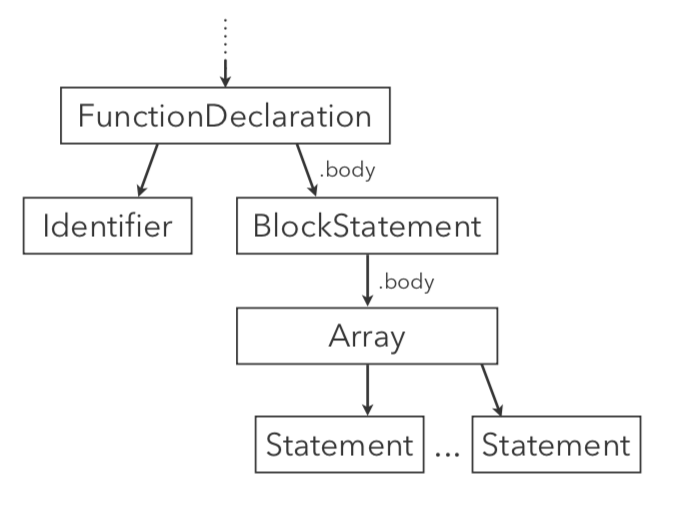 FunctionDeclaration
.body
Identifier
BlockStatement
.body
Array
Statement ... Statement